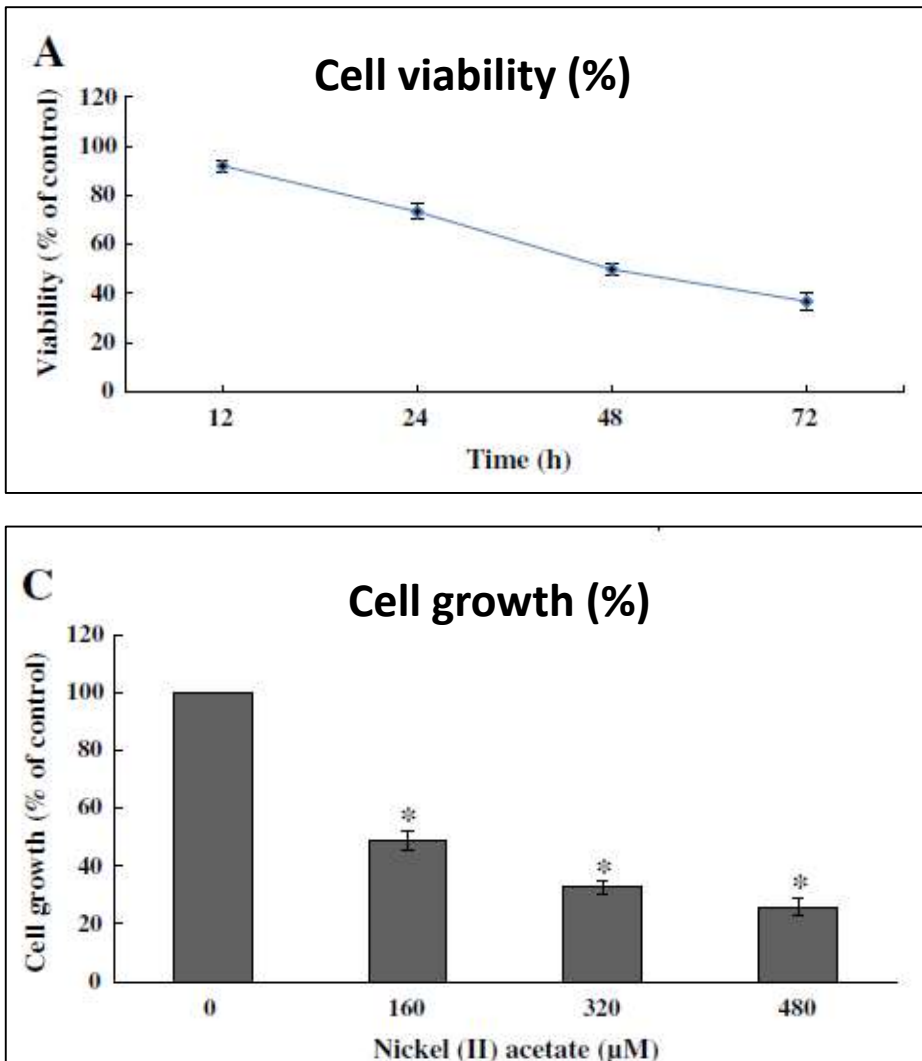 A
Cell viability (%)
Viability (% of control)
120
100
80
60
40
20
0
12 24 48 72
Time (h)
C
Cell growth (%)
Cell growth (% of control)
120
100
80
60
40
20
0
* * *
0 160 320 480
Nickel (II) acetate (µM)